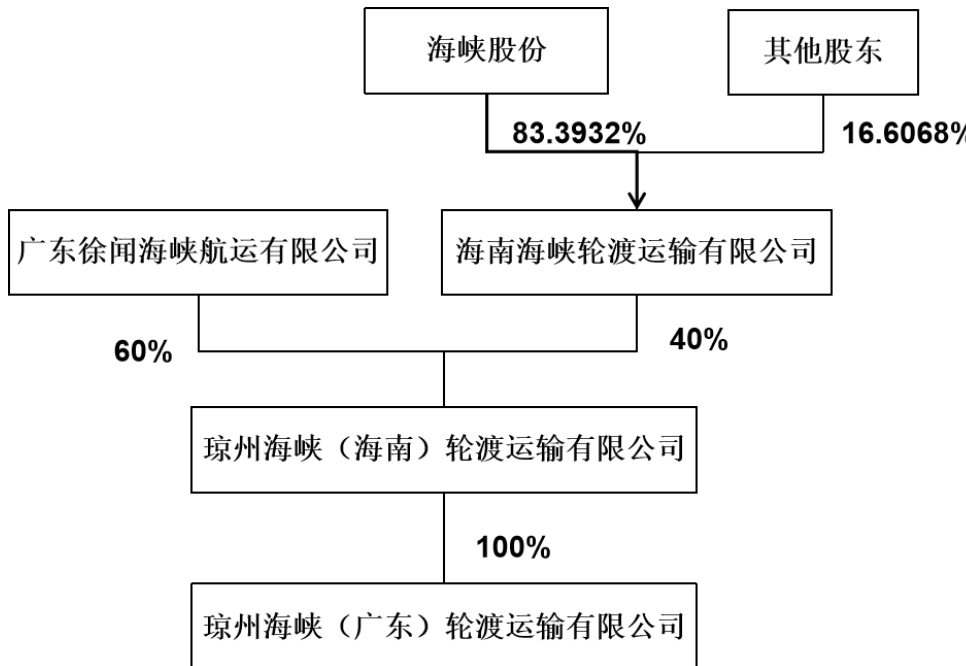 海峡股份
其他股东
83.3932%
16.6068%
广东徐闻海峡航运有限公司
海南海峡轮渡运输有限公司
60%
40%
琼州海峡（海南）轮渡运输有限公司
100%
琼州海峡（广东）轮渡运输有限公司